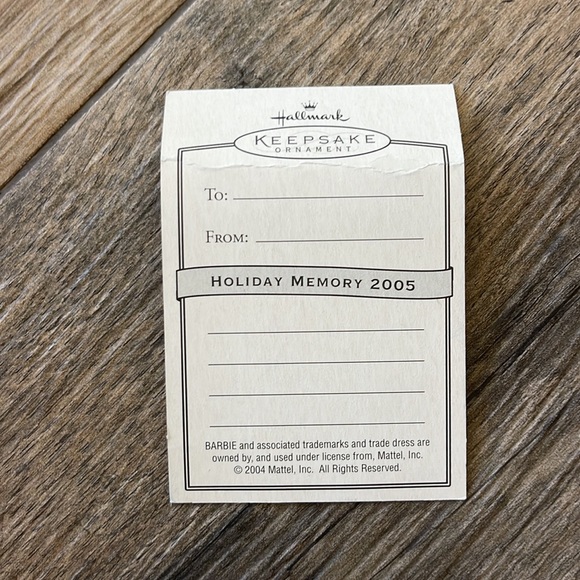 Hallmark
KEEPSAKE
ORNAMENT
TO:
FROM:
HOLIDAY MEMORY 2005
BARBIE and associated trademarks and trade dress are
owned by, and used under license from, Mattel, Inc.
© 2004 Mattel, Inc. All Rights Reserved.